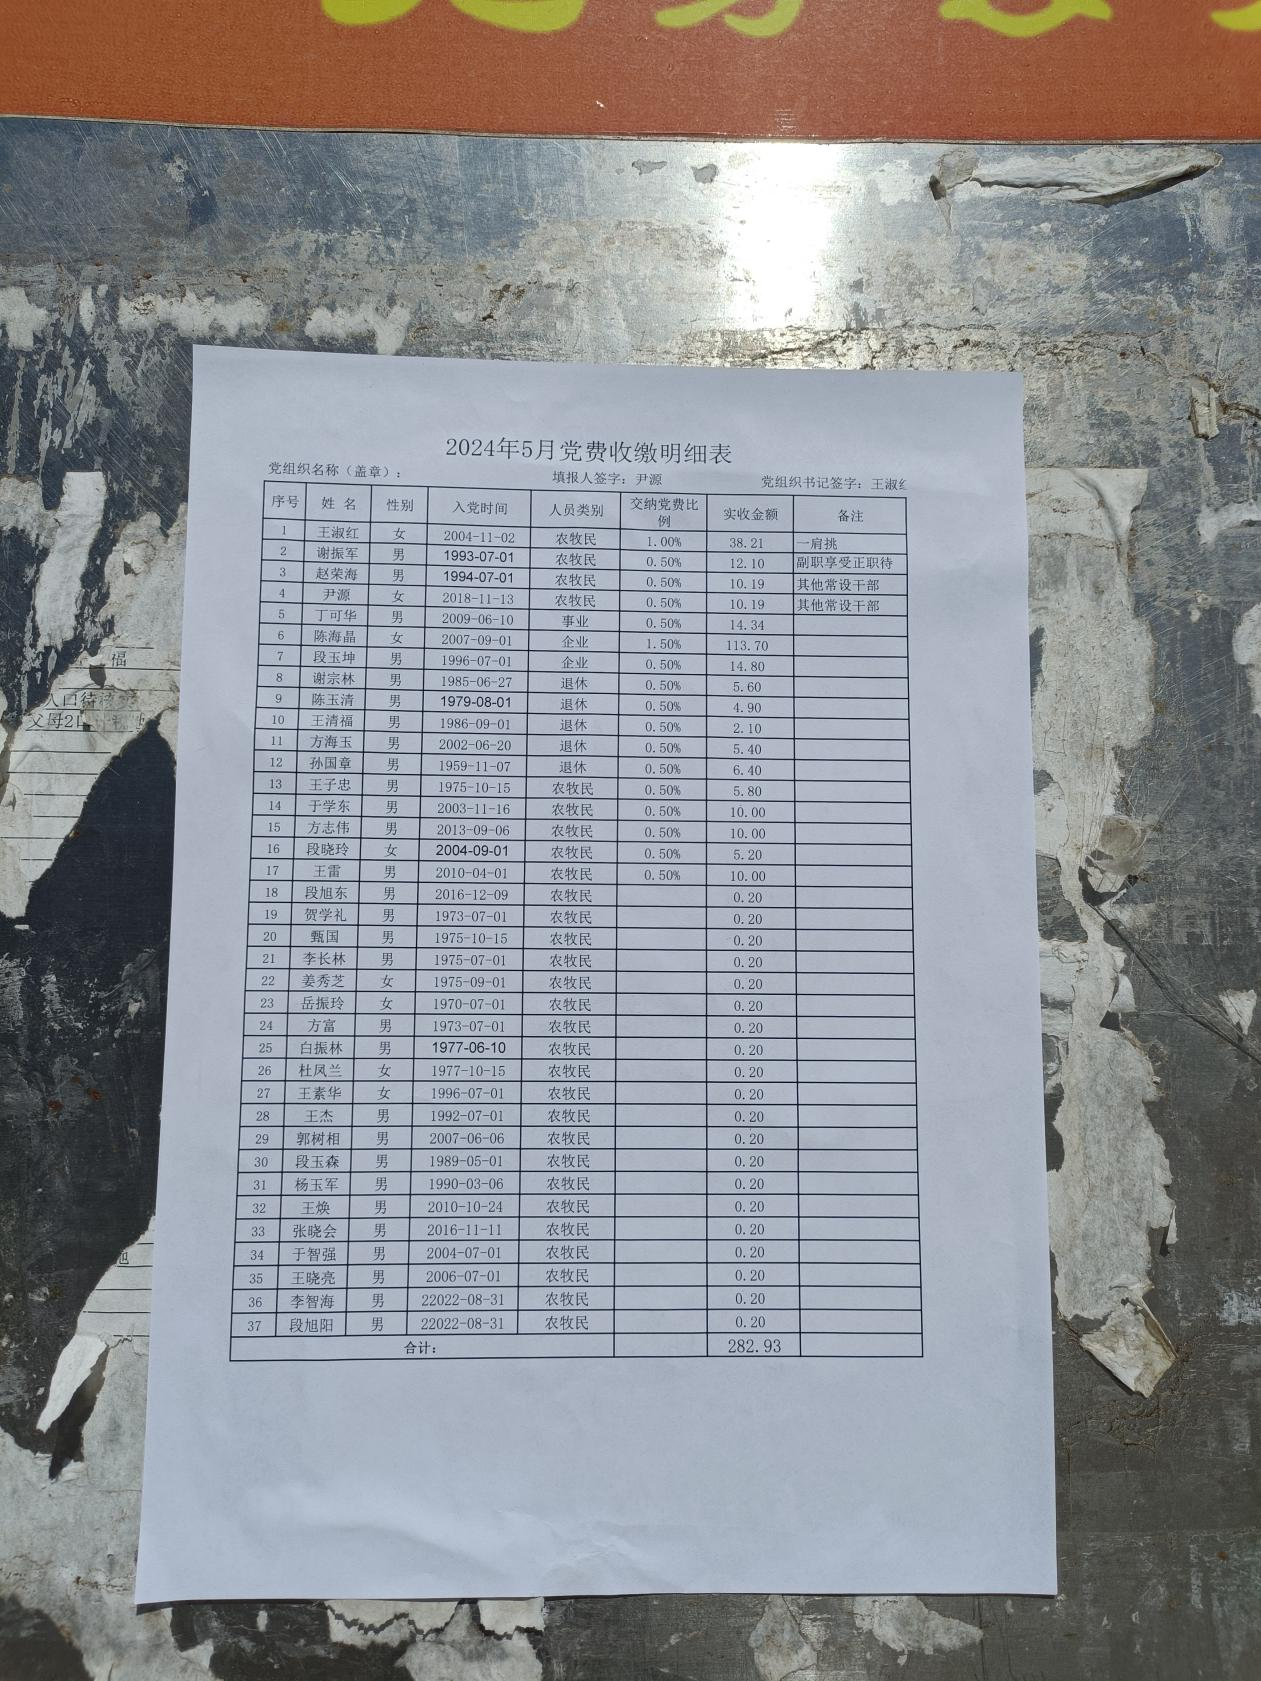 2024年5月党费收缴明细表
党组织名称（盖章）： 填报人签字：尹源 党组织书记签字：王淑红
序号 姓 名 性别 入党时间 人员类别 交纳党费比例 实收金额 备注
1 王淑红 女 2004-11-02 农牧民 1.00% 38.21 一肩挑
2 谢振军 男 1993-07-01 农牧民 0.50% 12.10 副职享受正职待
3 赵荣海 男 1994-07-01 农牧民 0.50% 10.19 其他常设干部
4 尹源 女 2018-11-13 农牧民 0.50% 10.19 其他常设干部
5 丁可华 男 2009-06-10 事业 0.50% 14.34
6 陈海晶 女 2007-09-01 企业 1.50% 113.70
7 段玉坤 男 1996-07-01 企业 0.50% 14.80
8 谢宗林 男 1985-06-27 退休 0.50% 5.60
9 陈玉清 男 1979-08-01 退休 0.50% 4.90
10 王清福 男 1986-09-01 退休 0.50% 2.10
11 方海玉 男 2002-06-20 退休 0.50% 5.40
12 孙国章 男 1959-11-07 退休 0.50% 6.40
13 王子忠 男 1975-10-15 农牧民 0.50% 5.80
14 于学东 男 2003-11-16 农牧民 0.50% 10.00
15 方志伟 男 2013-09-06 农牧民 0.50% 10.00
16 段晓玲 女 2004-09-01 农牧民 0.50% 5.20
17 王雷 男 2010-04-01 农牧民 0.50% 10.00
18 段旭东 男 2016-12-09 农牧民 0.20
19 贺学礼 男 1973-07-01 农牧民 0.20
20 甄国 男 1975-10-15 农牧民 0.20
21 李长林 男 1975-07-01 农牧民 0.20
22 姜秀芝 女 1975-09-01 农牧民 0.20
23 岳振玲 女 1970-07-01 农牧民 0.20
24 方富 男 1973-07-01 农牧民 0.20
25 白振林 男 1977-06-10 农牧民 0.20
26 杜凤兰 女 1977-10-15 农牧民 0.20
27 王素华 女 1996-07-01 农牧民 0.20
28 王杰 男 1992-07-01 农牧民 0.20
29 郭树相 男 2007-06-06 农牧民 0.20
30 段玉森 男 1989-05-01 农牧民 0.20
31 杨玉军 男 1990-03-06 农牧民 0.20
32 王焕 男 2010-10-24 农牧民 0.20
33 张晓会 男 2016-11-11 农牧民 0.20
34 于智强 男 2004-07-01 农牧民 0.20
35 王晓亮 男 2006-07-01 农牧民 0.20
36 李智海 男 22022-08-31 农牧民 0.20
37 段旭阳 男 22022-08-31 农牧民 0.20
合计： 282.93
福